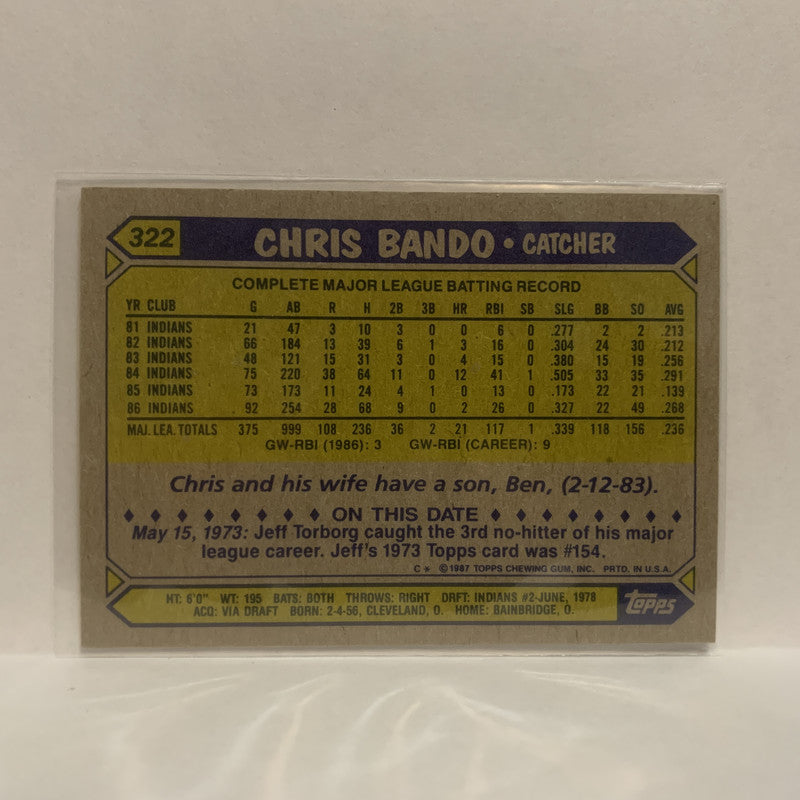 322 CHRIS BANDO • CATCHER
COMPLETE MAJOR LEAGUE BATTING RECORD
YR CLUB G AB R H 2B 3B HR RBI SB SLG BB SO AVG
81 INDIANS 21 47 3 10 3 0 0 6 0 .277 2 2 .213
82 INDIANS 66 184 13 39 6 1 3 16 0 .304 24 30 .212
83 INDIANS 48 121 15 31 3 0 4 15 0 .380 15 19 .256
84 INDIANS 75 220 38 64 11 0 12 41 1 .505 33 35 .291
85 INDIANS 73 173 11 24 4 1 0 13 0 .173 22 21 .139
86 INDIANS 92 254 28 68 9 0 2 26 0 .327 22 49 .268
MAJ. LEA. TOTALS 375 999 108 236 36 2 21 117 1 .339 118 156 .236
GW-RBI (1986): 3 GW-RBI (CAREER): 9
Chris and his wife have a son, Ben, (2-12-83).
ON THIS DATE
May 15, 1973: Jeff Torborg caught the 3rd no-hitter of his major
league career. Jeff's 1973 Topps card was #154.
C* ©1987 TOPPS CHEWING GUM, INC. PRTD. IN U.S.A.
HT: 6'0" WT: 195 BATS: BOTH THROWS: RIGHT DRFT: INDIANS #2-JUNE, 1978
ACQ: VIA DRAFT BORN: 2-4-56, CLEVELAND, O. HOME: BAINBRIDGE, O.
topps